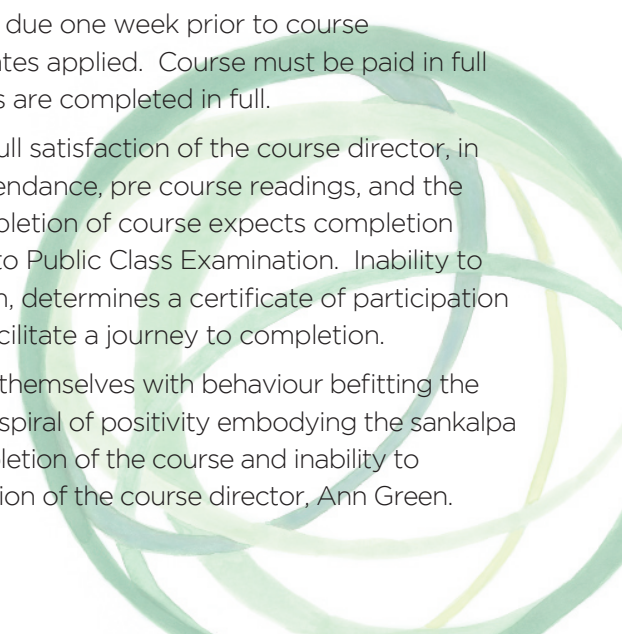 due one week prior to course
ates applied.  Course must be paid in full
s are completed in full.
ull satisfaction of the course director, in
endance, pre course readings, and the
pletion of course expects completion
to Public Class Examination.  Inability to
n, determines a certificate of participation
cilitate a journey to completion.
themselves with behaviour befitting the
spiral of positivity embodying the sankalpa
pletion of the course and inability to
tion of the course director, Ann Green.